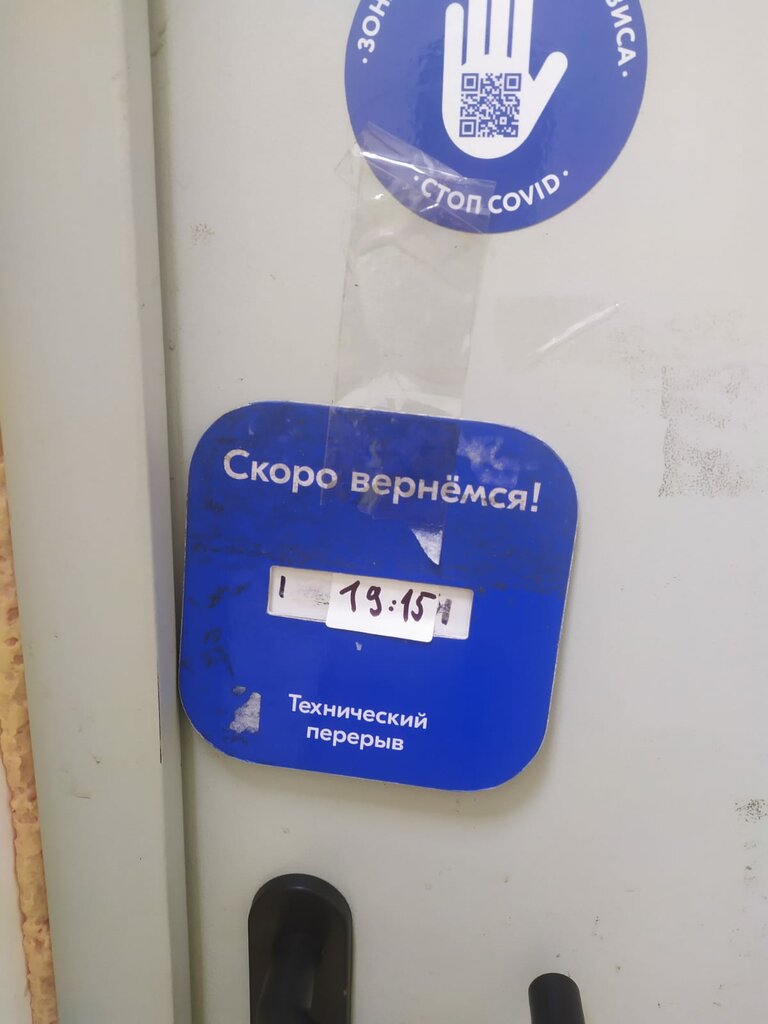 · СТОП COVID ·
Скоро вернёмся!
19:15
Технический
перерыв